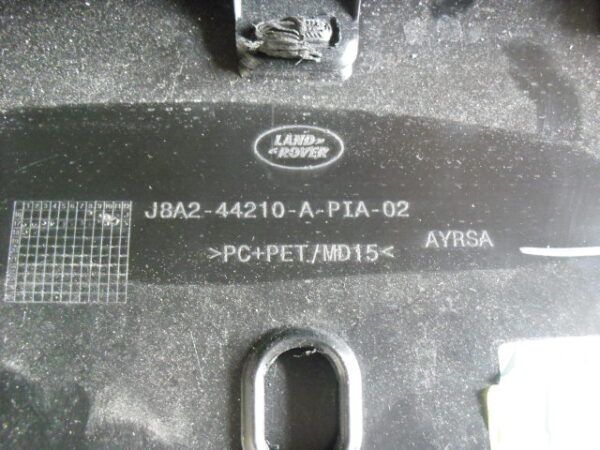 LAND
ROVER
J8A2-44210-A-PIA-02
>PC+PET/MD15<
AYRSA